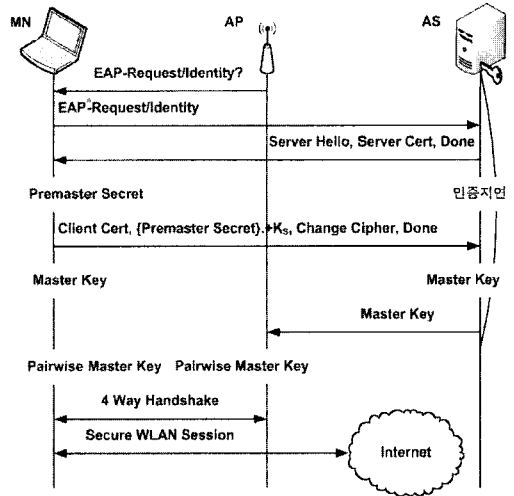 MN
AP
AS
EAP-Request/Identity?
EAP-Request/Identity
Server Hello, Server Cert, Done
Premaster Secret
인증지연
Client Cert, {Premaster Secret}.+Ks, Change Cipher, Done
Master Key
Master Key
Master Key
Pairwise Master Key
Pairwise Master Key
4 Way Handshake
Secure WLAN Session
Internet